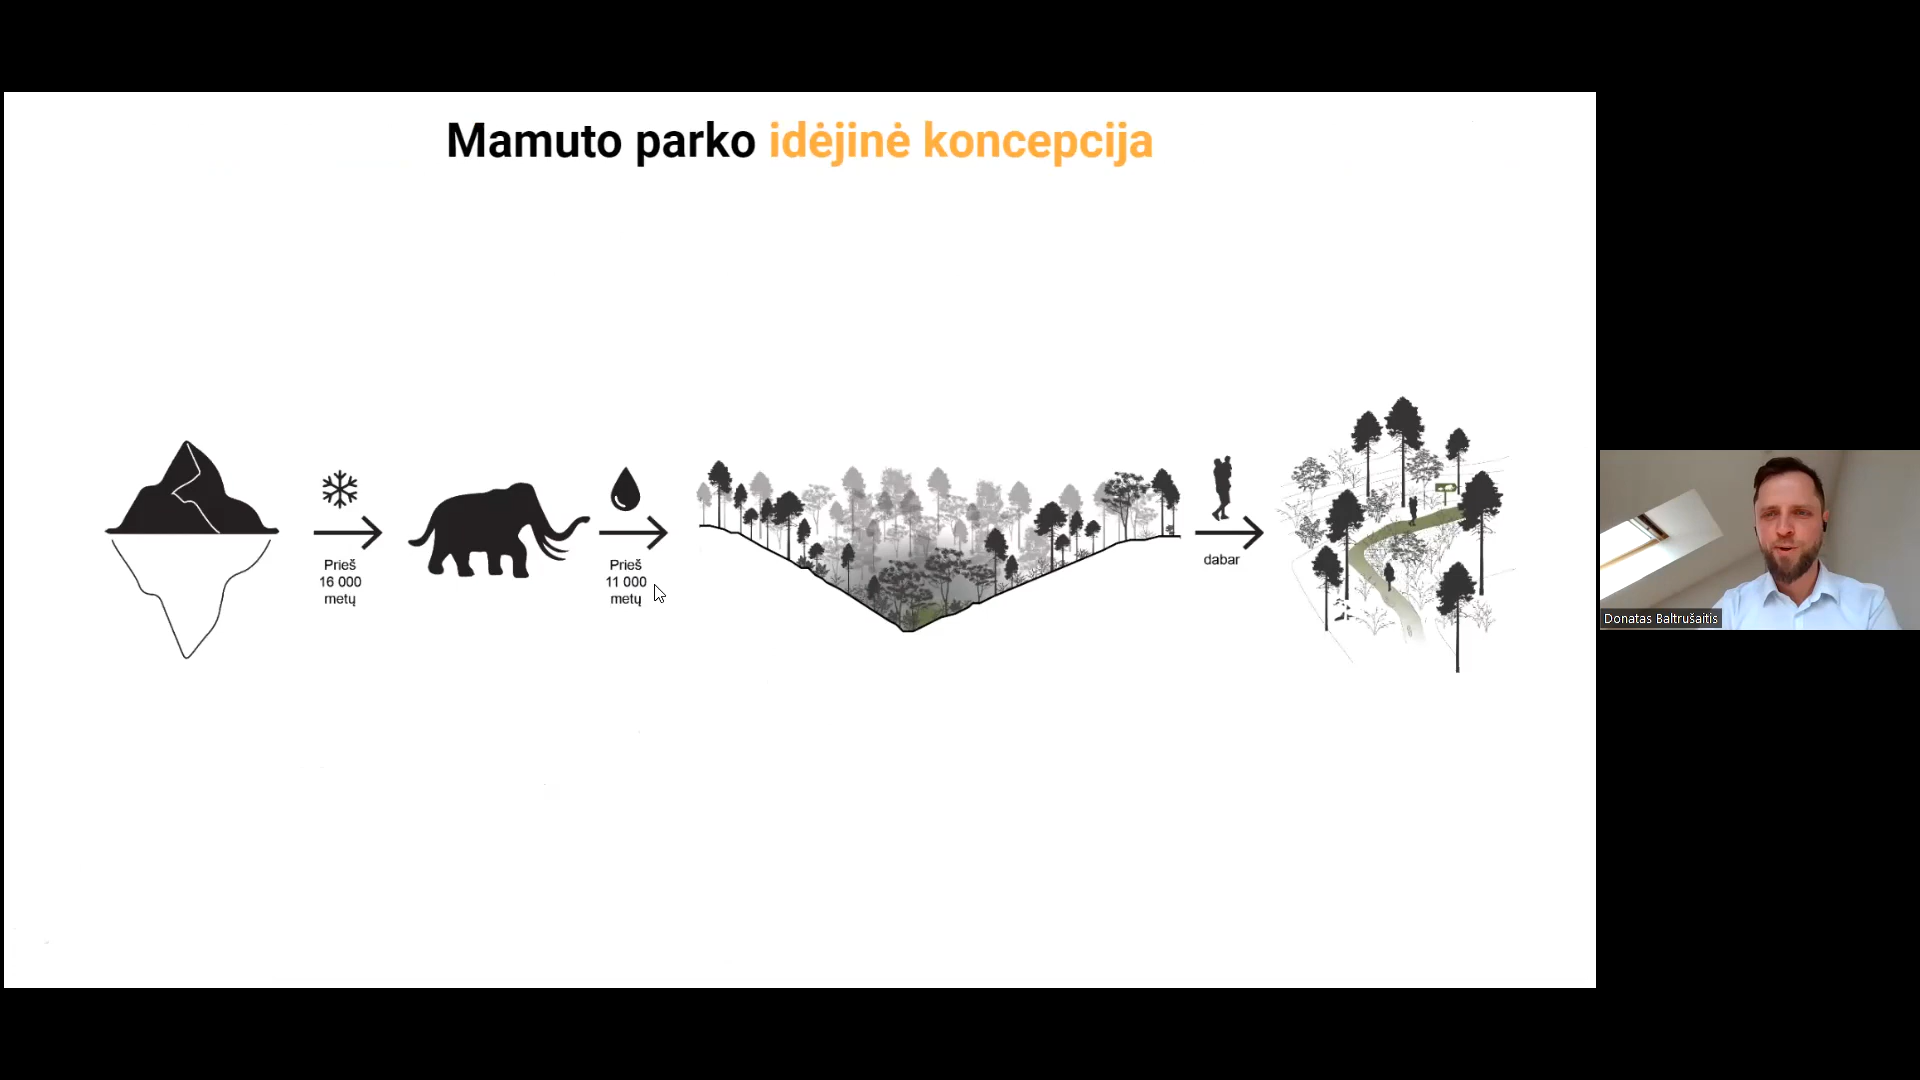 Mamuto parko idėjinė koncepcija
Prieš
16 000
metų
Prieš
11 000
metų
dabar
Donatas Baltrušaitis